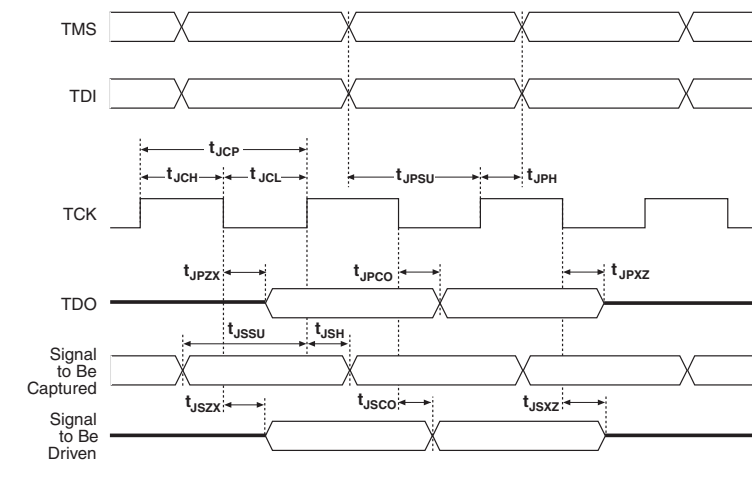 TMS
TDI
tJCP
tJCH
tJCL
tJPSU
tJPH
TCK
tJPZX
tJPCO
tJPXZ
TDO
tJSSU
tJSH
Signal
to Be
Captured
tJSZX
tJSCO
tJSXZ
Signal
to Be
Driven